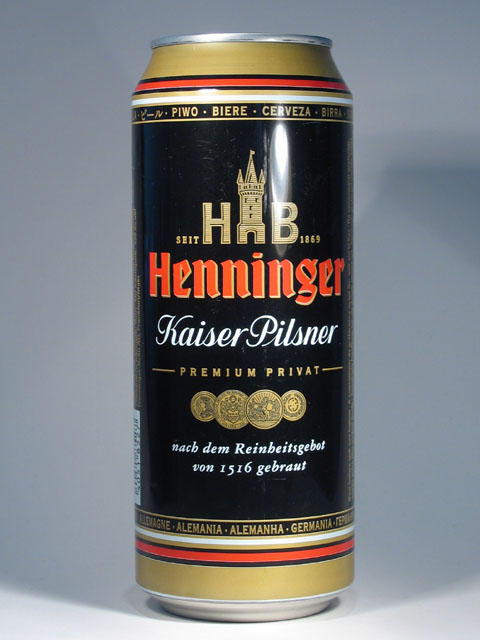 ビール · PIWO · BIERE · CERVEZA · BIRRA
H B
SEIT 1869
Henninger
Kaiser Pilsner
PREMIUM PRIVAT
nach dem Reinheitsgebot
von 1516 gebraut
ALLEMAGNE · ALEMANIA · ALEMANHA · GERMANIA ·